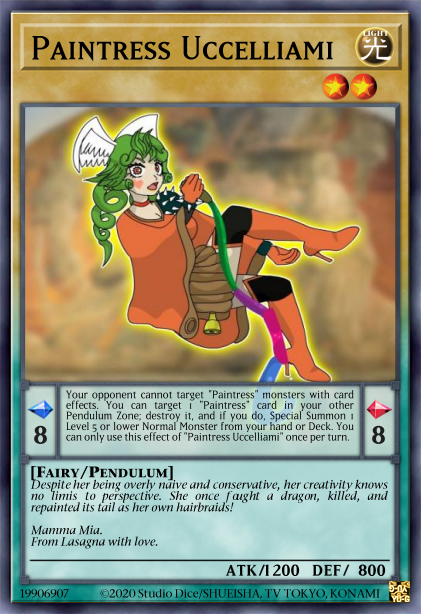 PAINTRESS UCCELLIAMI
LIGHT
光
8
Your opponent cannot target "Paintress" monsters with card
effects. You can target 1 "Paintress" card in your other
Pendulum Zone; destroy it, and if you do, Special Summon 1
Level 5 or lower Normal Monster from your hand or Deck. You
can only use this effect of "Paintress Uccelliami" once per turn.
8
[FAIRY/PENDULUM]
Despite her being overly naive and conservative, her creativity knows
no limis to perspective. She once faught a dragon, killed, and
repainted its tail as her own hairbraids!
Mamma Mia.
From Lasagna with love.
ATK/1200 DEF/ 800
19906907
©2020 Studio Dice/SHUEISHA, TV TOKYO, KONAMI